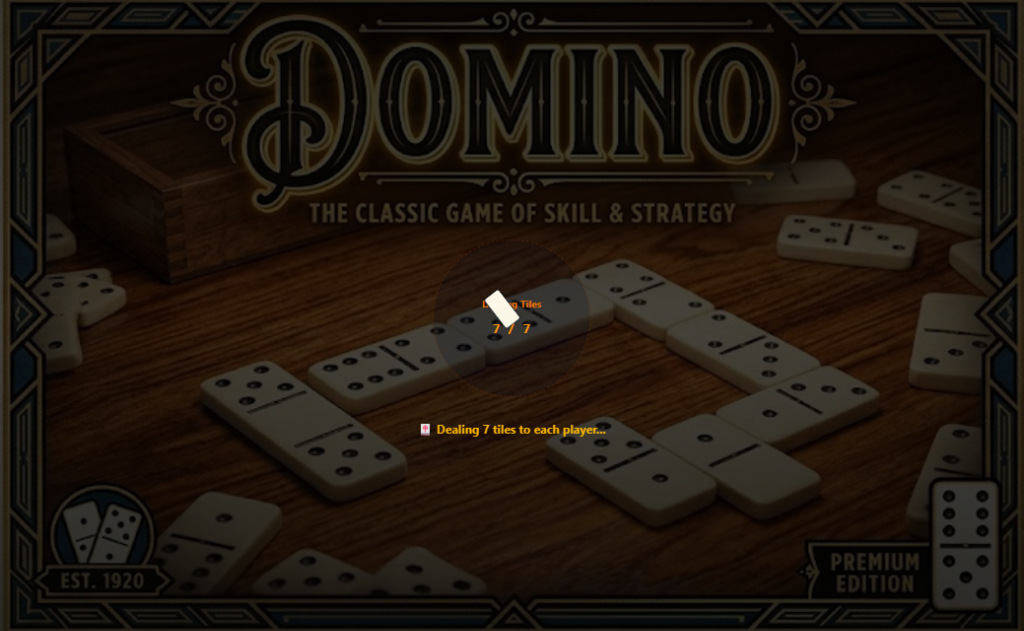 DOMINO
THE CLASSIC GAME OF SKILL & STRATEGY
Tiles
7 / 7
Dealing 7 tiles to each player...
EST. 1920
PREMIUM
EDITION